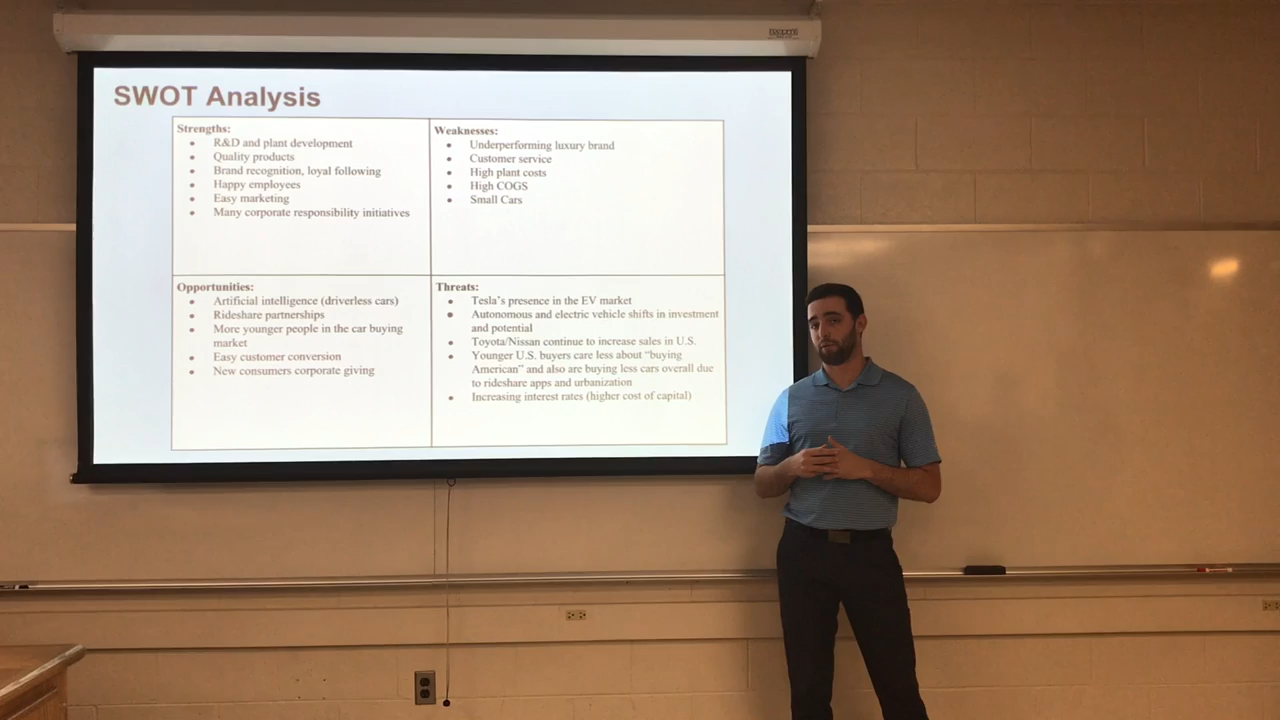 SWOT Analysis
Strengths:
• R&D and plant development
• Quality products
• Brand recognition, loyal following
• Happy employees
• Easy marketing
• Many corporate responsibility initiatives
Weaknesses:
• Underperforming luxury brand
• Customer service
• High plant costs
• High COGS
• Small Cars
Opportunities:
• Artificial intelligence (driverless cars)
• Rideshare partnerships
• More younger people in the car buying
market
• Easy customer conversion
• New consumers corporate giving
Threats:
• Tesla's presence in the EV market
• Autonomous and electric vehicle shifts in investment
and potential
• Toyota/Nissan continue to increase sales in U.S.
• Younger U.S. buyers care less about "buying
American" and also are buying less cars overall due
to rideshare apps and urbanization
• Increasing interest rates (higher cost of capital)